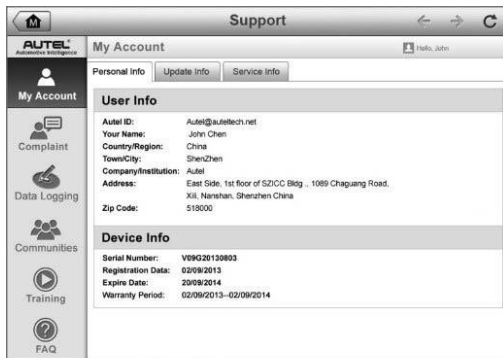 M
Support
AUTEL
Automotive Intelligence
My Account
Hello, John
Personal Info
Update Info
Service Info
My Account
Complaint
Data Logging
Communities
Training
FAQ
User Info
Autel ID: Autel@auteltech.net
Your Name: John Chen
Country/Region: China
Town/City: ShenZhen
Company/Institution: Autel
Address: East Side, 1st floor of SZICC Bldg .. 1089 Chaguang Road,
Xili, Nanshan, Shenzhen China
Zip Code: 518000
Device Info
Serial Number: V09G20130803
Registration Data: 02/09/2013
Expire Date: 20/09/2014
Warranty Period: 02/09/2013--02/09/2014